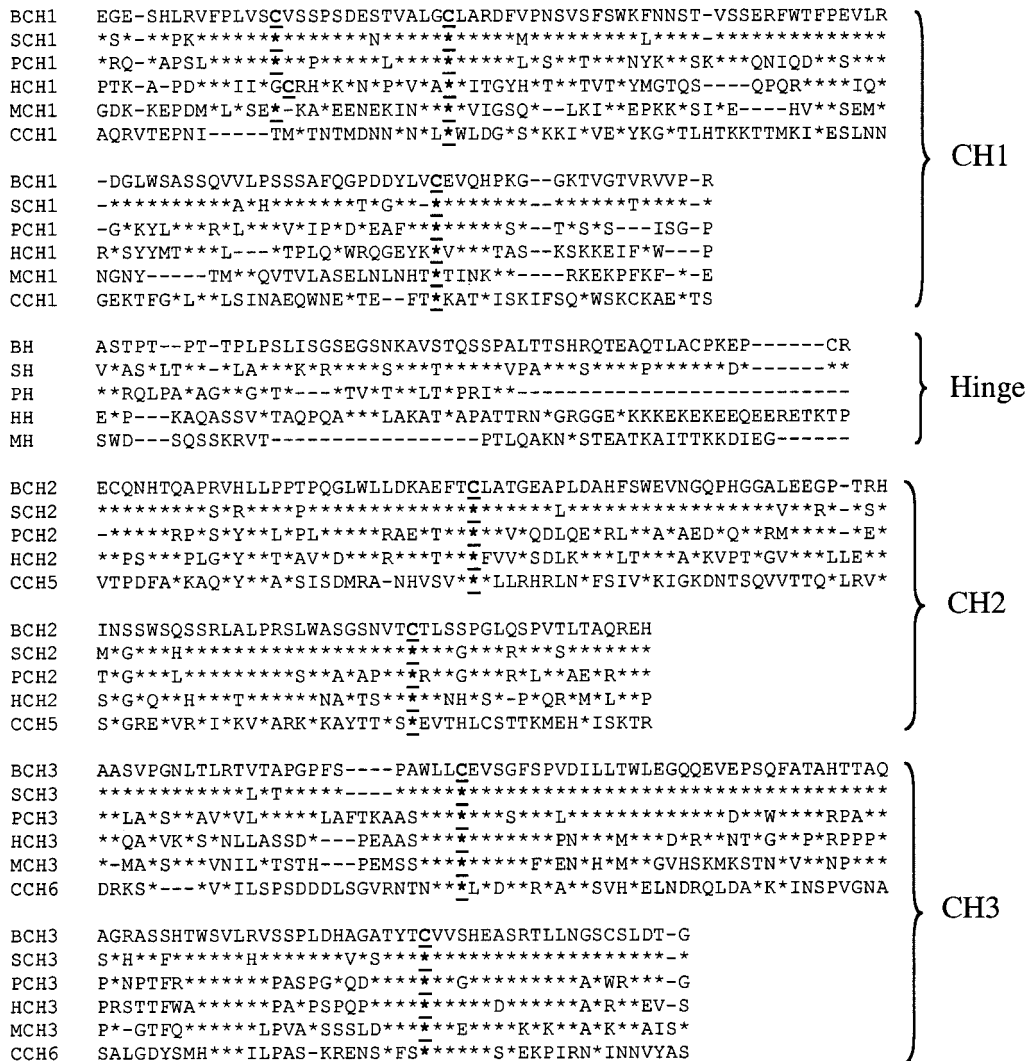 BCH1 EGE-SHLRVFPLVSCVSSPSDESTVALGCLARDFVPNSVSFSWKFNNST-VSSERFWTFPEVLR
SCH1 *S*-**PK**************N**********M*********L****-***************
PCH1 *RQ-*APSL********P*****L*********L*S**T***NYK**SK***QNIQD**S***
HCH1 PTK-A-PD***II*GCRH*K*N*P*V*A**ITGYH*T**TVT*YMGTQS---*QPQR****IQ*
MCH1 GDK-KEPDM*L*SE*-KA*EENEKIN****VIGSQ*--LKI**EPKK*SI*E----HV**SEM*
CCH1 AQRVTEPNI-----TM*TNTMDNN*N*L*WLDG*S*KKI*VE*YKG*TLHTKKTTMKI*ESLNN
CH1
BCH1 -DGLWSASSQVVLPSSSAFQGPDDYLVCEVQHPKG--GKTVGTVRVVP-R
SCH1 -**********A*H*******T*G**-*********--*******T****-*
PCH1 -G*KYL***R*L***V*IP*D*EAF********S*--*T*S*S---ISG-P
HCH1 R*SYYMT***L---*TPLQ*WRQGEYK*V***TAS--KSKKEIF*W---P
MCH1 NGNY-----TM**QVTVLASELNLNHT*TINK**----RKEKPFKF-*-E
CCH1 GEKTFG*L**LSINAEQWNE*TE--FT*KAT*ISKIFSQ*WSKCKAE*TS
BH ASTPT--PT-TPLPSLISGSEGSNKAVSTQSSPALTTSHRQTEAQTLACPKEP------CR
SH V*AS*LT**-*LA***K*R****S***T*****VPA***S****P******D*------**
PH **RQLPA*AG**G*T*---*TV*T**LT*PRI**---------------------------
HH E*P---KAQASSV*TAQPQA***LAKAT*APATTRN*GRGGE*KKKEKEKEEQEERETKTP
MH SWD---SQSSKRVT-----------------PTLQAKN*STEATKAITTKKDIEG------
Hinge
BCH2 ECQNHTQAPRVHLLPPTPQGLWLLDKAEFTCLATGEAPLDAHFSWEVNGQPHGGALEEGP-TRH
SCH2 *********S*R****P********************L*****************V**R*-*S*
PCH2 -*****RP*S*Y**L*PL*****RAE*T*****V*QDLQE*RL**A*AED*Q**RM****-*E*
HCH2 **PS***PLG*Y**T*AV*D***R***T***FVV*SDLK***LT***A*KVPT*GV***LLE**
CCH5 VTPDFA*KAQ*Y**A*SISDMRA-NHVSV***LLRHRLN*FSIV*KIGKDNTSQVVTTQ*LRV*
CH2
BCH2 INSSWSQSSRLALPRSLWASGSNVTCTLSSPGLQSPVTLTAQREH
SCH2 M*G***H**********************G***R***S*******
PCH2 T*G***L*********S**A*AP**R**G***R*L**AE*R***
HCH2 S*G*Q**H***T******NA*TS*****NH*S*-P*QR*M*L**P
CCH5 S*GRE*VR*I*KV*ARK*KAYTT*S*EVTHLCSTTKMEH*ISKTR
BCH3 AASVPGNLTLRTVTAPGPFS----PAWLLCEVSGFSPVDILLTWLEGQQEVEPSQFATAHTTAQ
SCH3 ************L*T*****----****************************************
PCH3 **LA*S**AV*VL*****LAFTKAAS*******S***L*************D**W****RPA**
HCH3 **QA*VK*S*NLLASSD*---PEAAS***********PN***M***D*R**NT*G**P*RPPP*
MCH3 *-MA*S***VNIL*TSTH---PEMSS*********F*EN*H*M**GVHSKMKSTN*V**NP***
CCH6 DRKS*---*V*ILSPSDDDLSGVRNTN***L*D**R*A**SVH*ELNDRQLDA*K*INSPVGNA
CH3
BCH3 AGRASSHTWSVLRVSSPLDHAGATYTCVVSHEASRTLLNGSCSLDT-G
SCH3 S*H**F******H*******V*S************************-*
PCH3 P*NPTFR*******PASPG*QD********G*********A*WR***-G
HCH3 PRSTTFWA*******PA*PSPQP***********D******A*R**EV-S
MCH3 P*-GTFQ******LPVA*SSSLD********E****K*K**A*K**AIS*
CCH6 SALGDYSMH***ILPAS-KRENS*FS******S*EKPIRN*INNVYAS